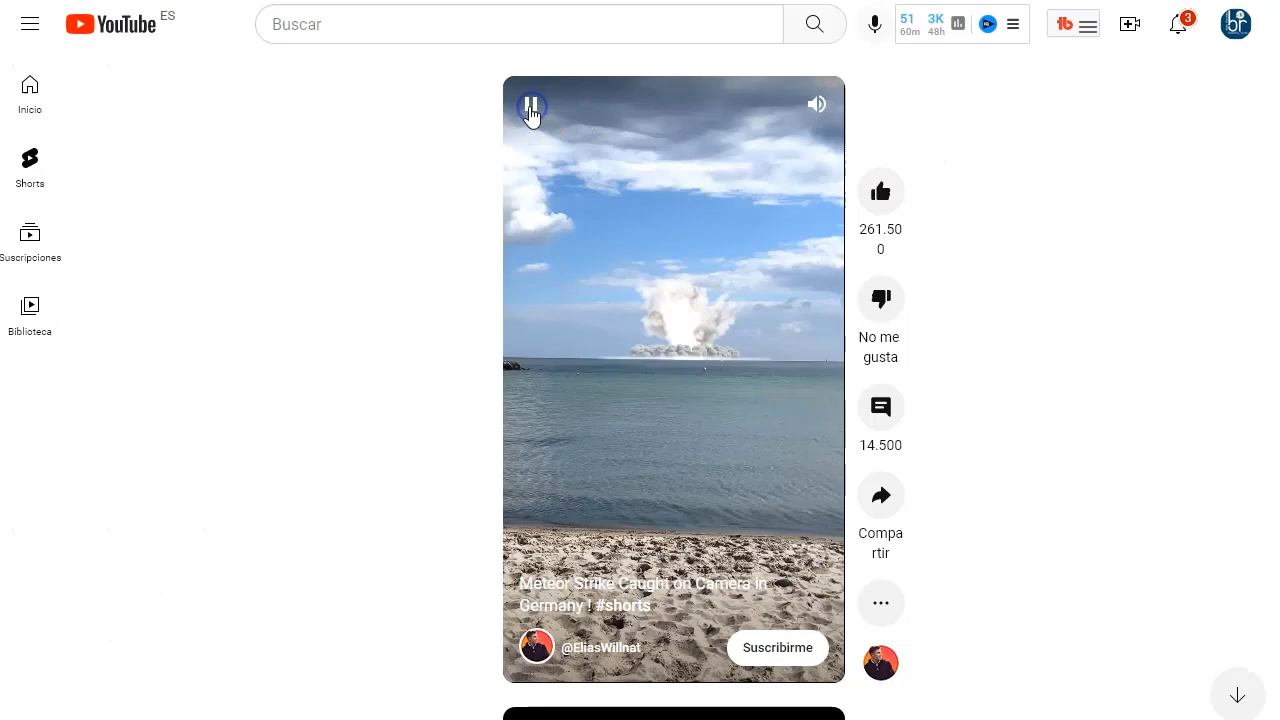 YouTube ES
Buscar
51 3K
60m 48h
3
br
Inicio
Shorts
Suscripciones
Biblioteca
261.50
0
No me
gusta
14.500
Compa
rtir
Meteor Strike Caught on Camera in
Germany ! #shorts
@EliasWillnat
Suscribirme